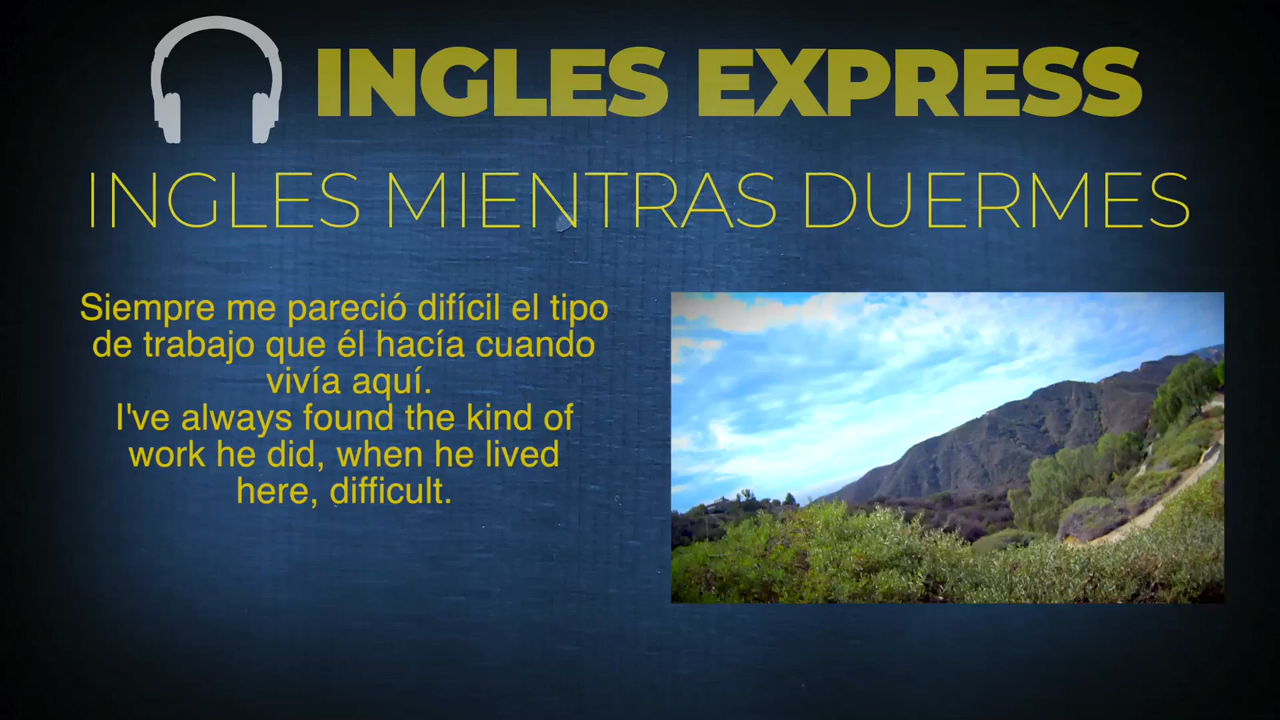 INGLES EXPRESS
INGLES MIENTRAS DUERMES
Siempre me pareció difícil el tipo
de trabajo que él hacía cuando
vivía aquí.
I've always found the kind of
work he did, when he lived
here, difficult.